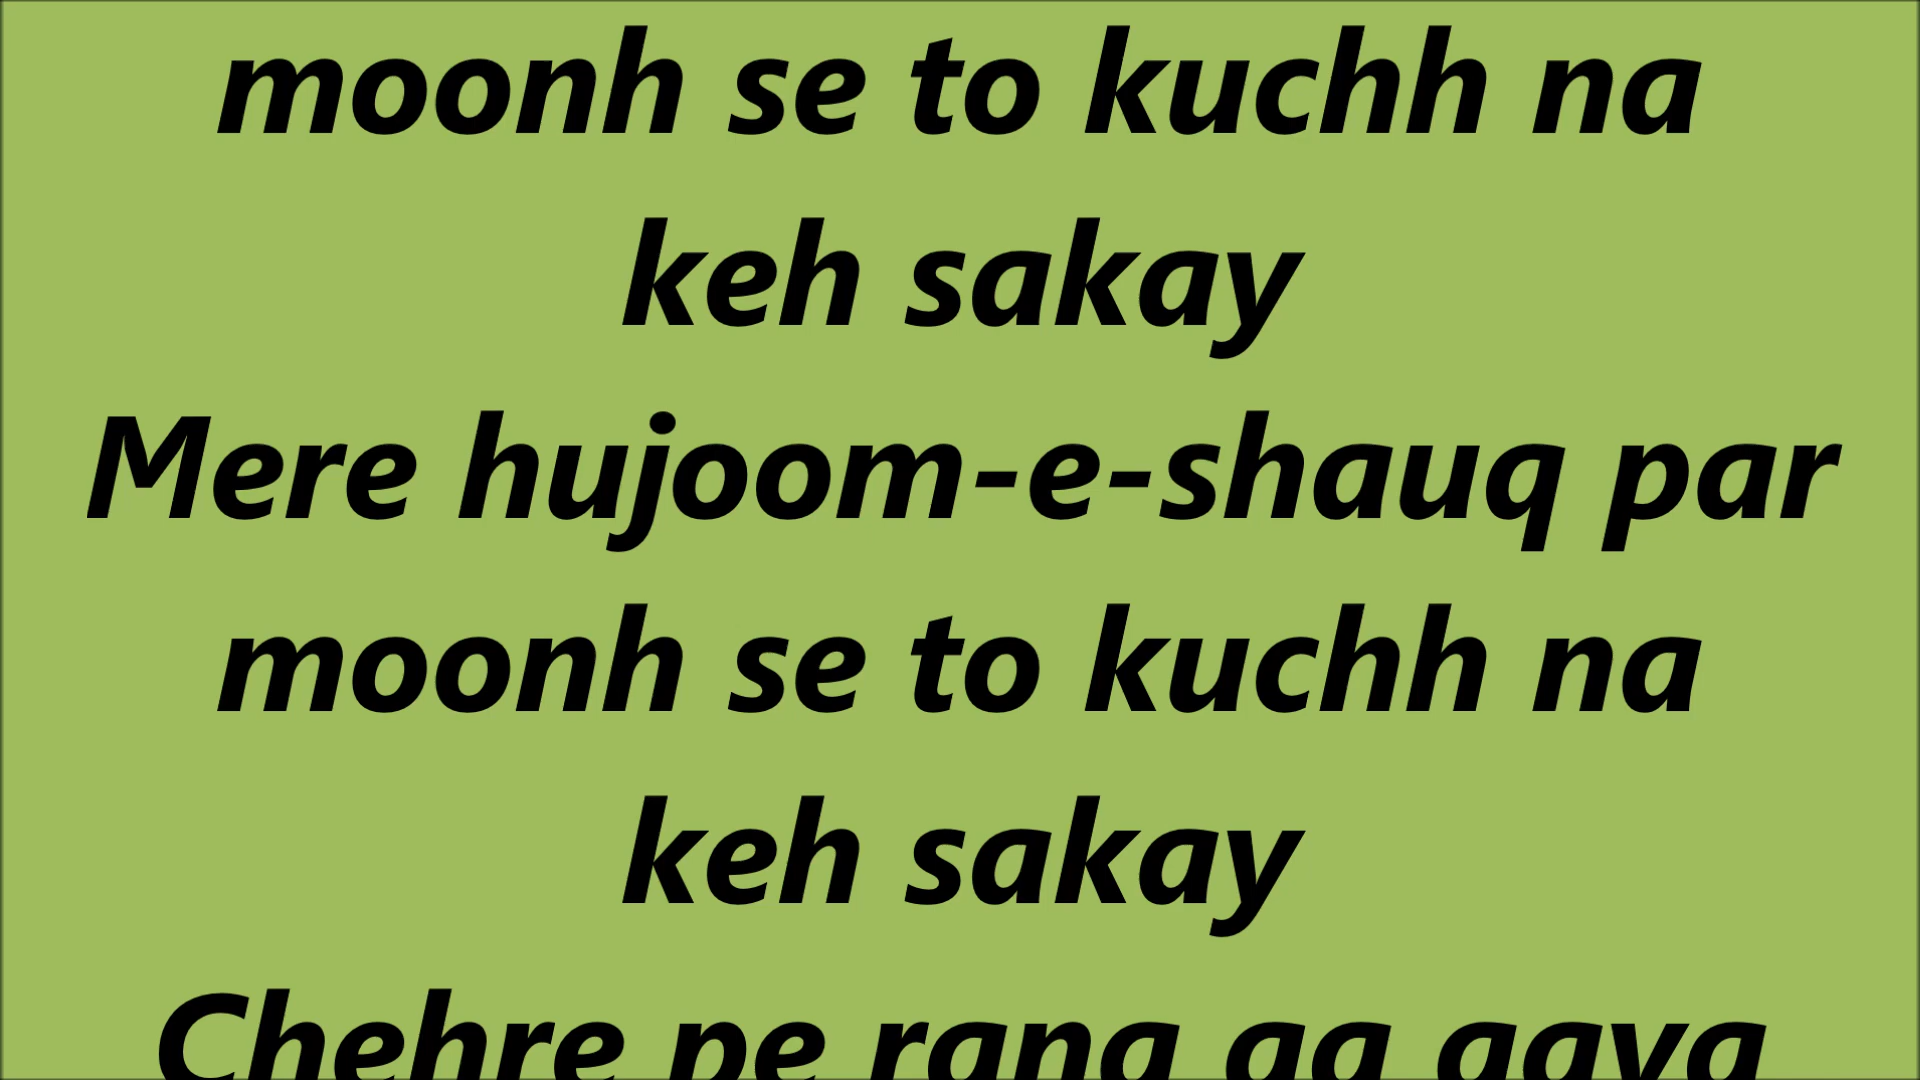 moonh se to kuchh na
keh sakay
Mere hujoom-e-shauq par
moonh se to kuchh na
keh sakay
Chehre pe rang aa gaya